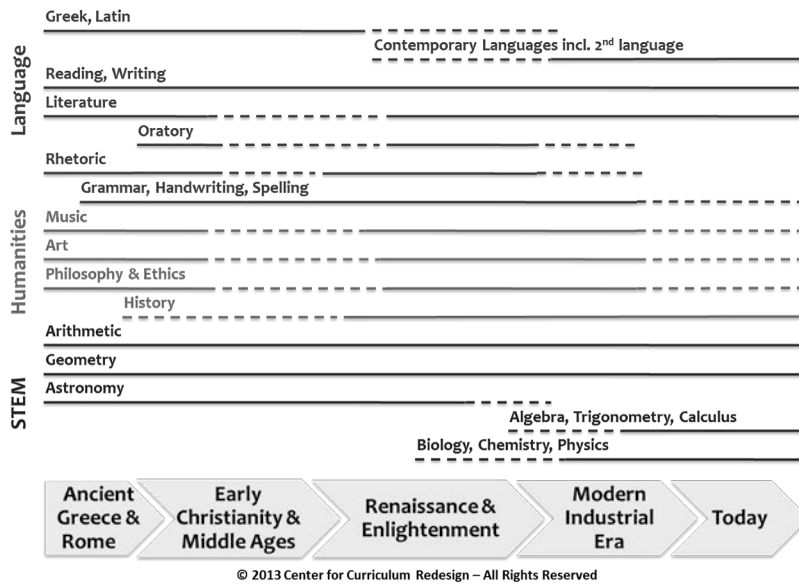 Greek, Latin
Contemporary Languages incl. 2nd language
Reading, Writing
Literature
Oratory
Rhetoric
Grammar, Handwriting, Spelling
Language
Music
Art
Philosophy & Ethics
History
Humanities
Arithmetic
Geometry
Astronomy
Algebra, Trigonometry, Calculus
Biology, Chemistry, Physics
STEM
Ancient
Greece &
Rome
Early
Christianity &
Middle Ages
Renaissance &
Enlightenment
Modern
Industrial
Era
Today
© 2013 Center for Curriculum Redesign – All Rights Reserved